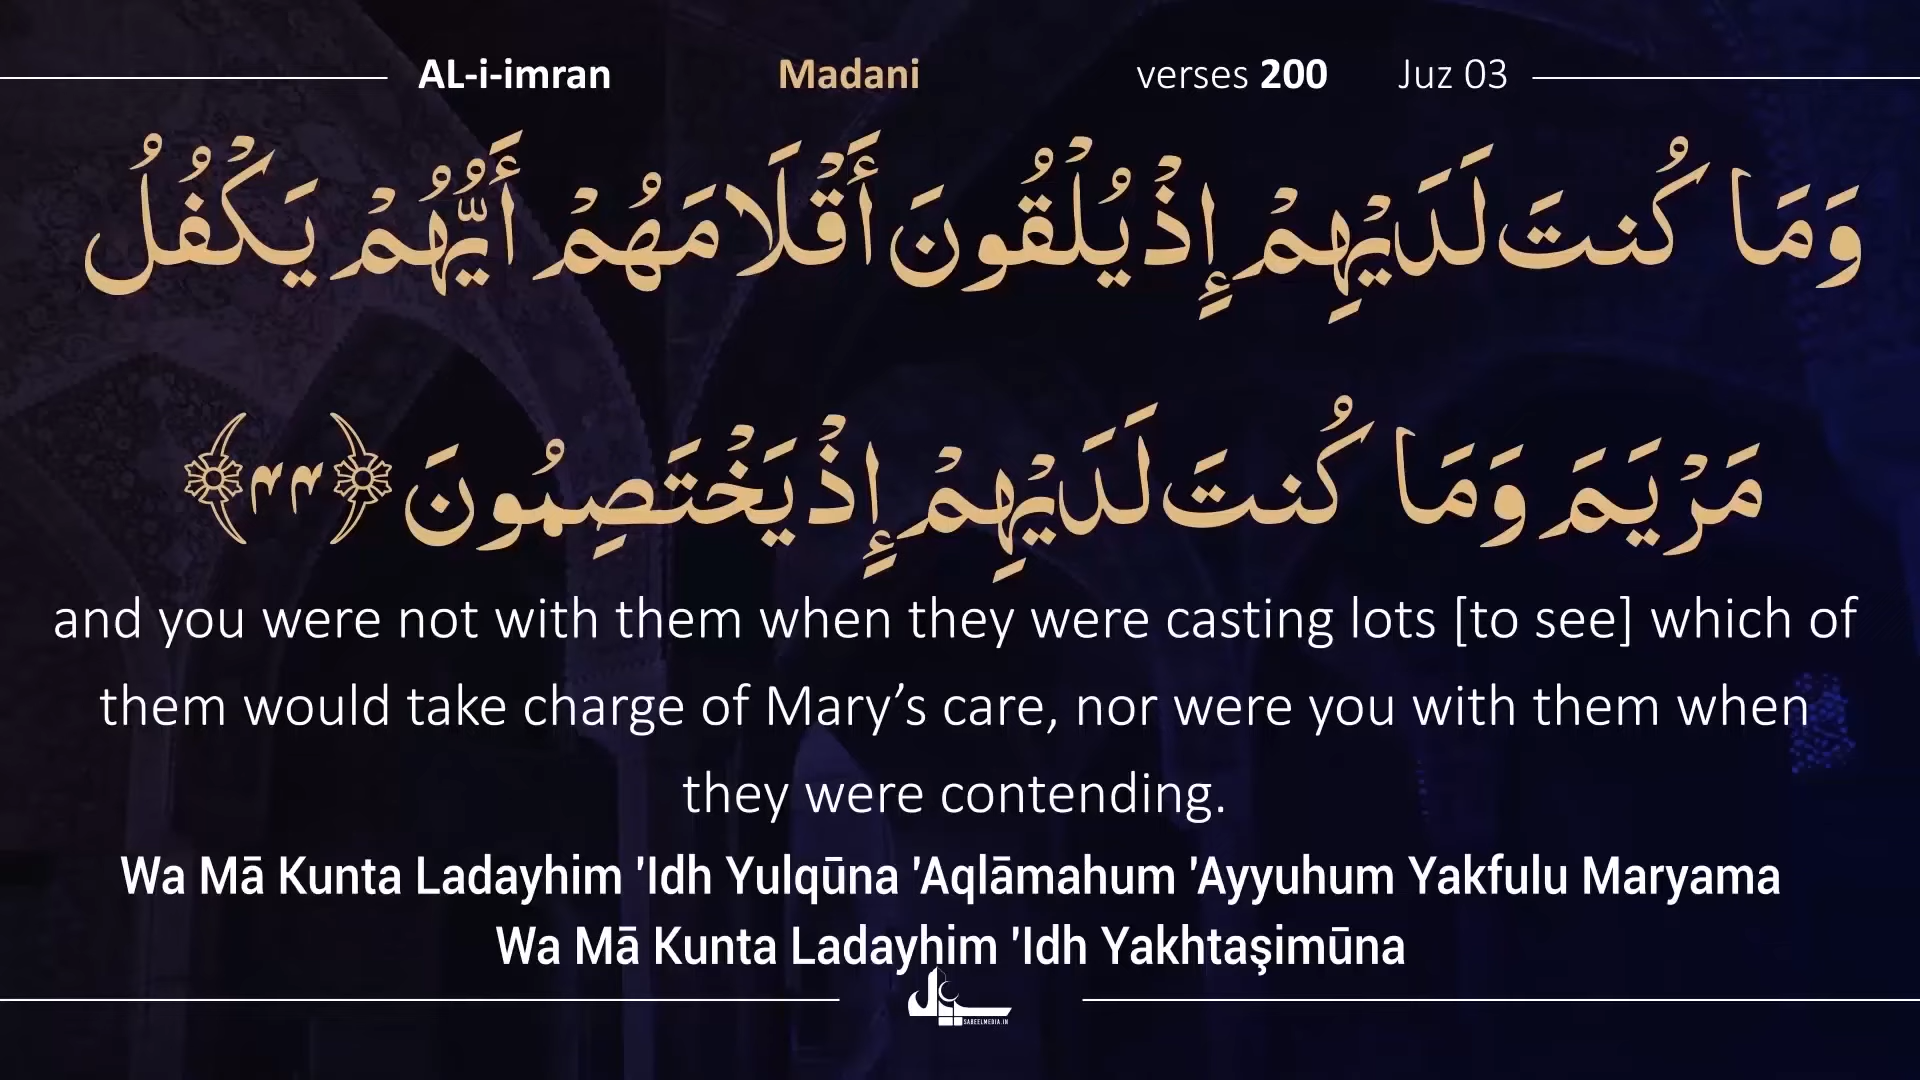 AL-i-imran Madani verses 200 Juz 03
وَمَا كُنتَ لَدَيْهِمْ إِذْ يُلْقُونَ أَقْلَامَهُمْ أَيُّهُمْ يَكْفُلُ
مَرْيَمَ وَمَا كُنتَ لَدَيْهِمْ إِذْ يَخْتَصِمُونَ ﴿۴۴﴾
and you were not with them when they were casting lots [to see] which of
them would take charge of Mary’s care, nor were you with them when
they were contending.
Wa Mā Kunta Ladayhim 'Idh Yulqūna 'Aqlāmahum 'Ayyuhum Yakfulu Maryama
Wa Mā Kunta Ladayhim 'Idh Yakhtaşimūna
SABEELMEDIA.IN